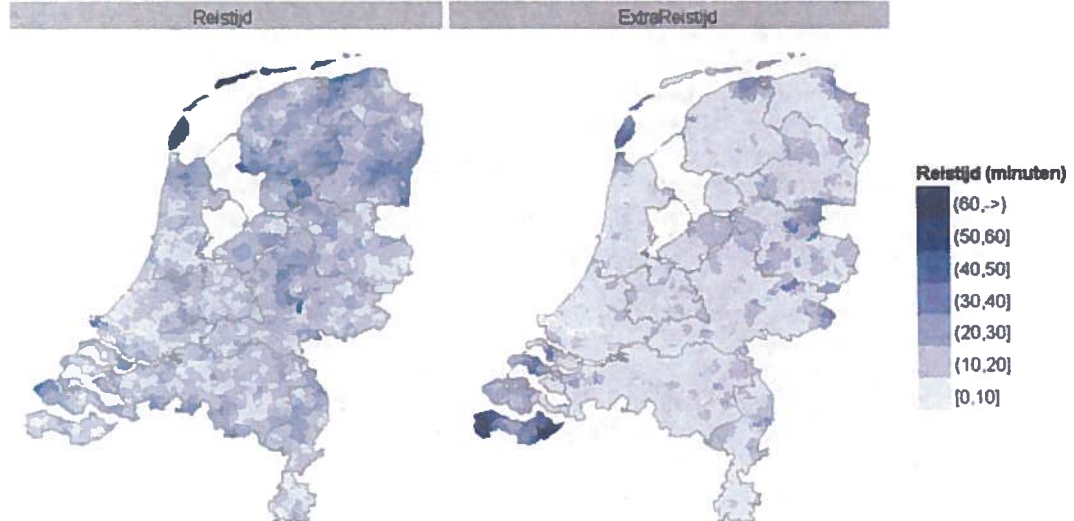 Reistijd
ExtraReistijd
Reistijd (minuten)
(60,->)
(50,60]
(40,50]
(30,40]
(20,30]
(10,20]
[0,10]